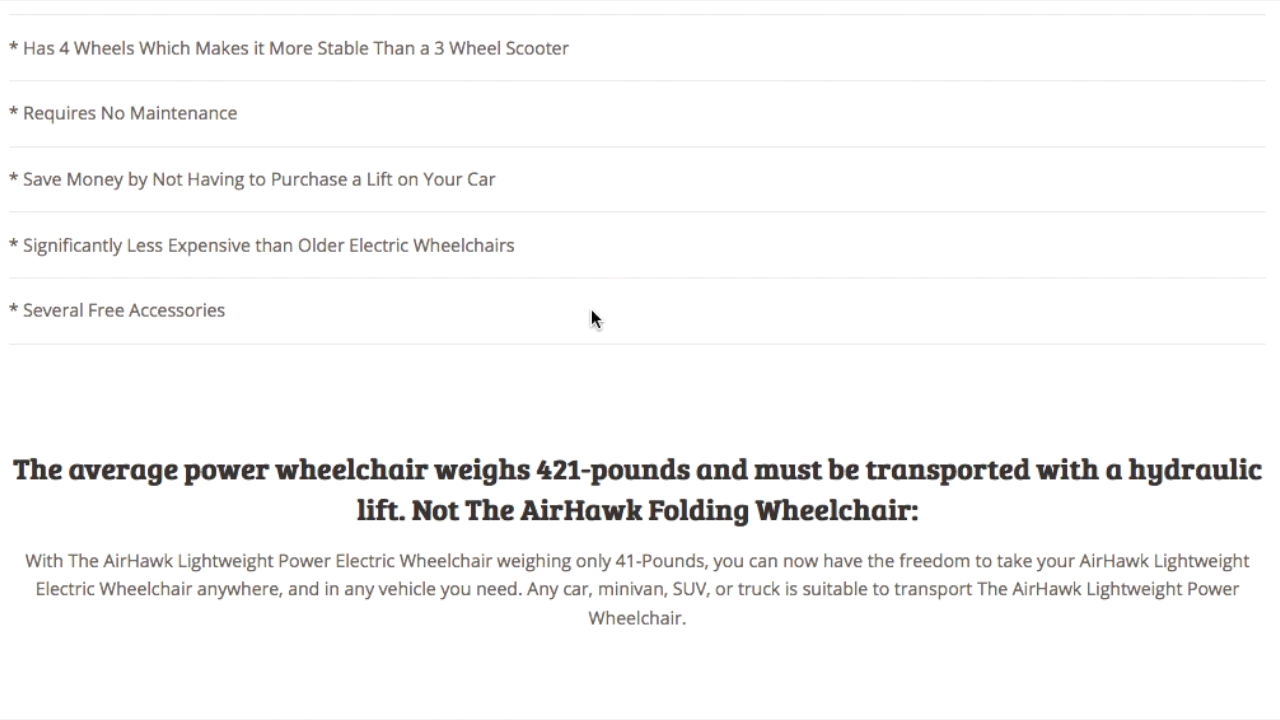 * Has 4 Wheels Which Makes it More Stable Than a 3 Wheel Scooter
* Requires No Maintenance
* Save Money by Not Having to Purchase a Lift on Your Car
* Significantly Less Expensive than Older Electric Wheelchairs
* Several Free Accessories
The average power wheelchair weighs 421-pounds and must be transported with a hydraulic
lift. Not The AirHawk Folding Wheelchair:
With The AirHawk Lightweight Power Electric Wheelchair weighing only 41-Pounds, you can now have the freedom to take your AirHawk Lightweight
Electric Wheelchair anywhere, and in any vehicle you need. Any car, minivan, SUV, or truck is suitable to transport The AirHawk Lightweight Power
Wheelchair.